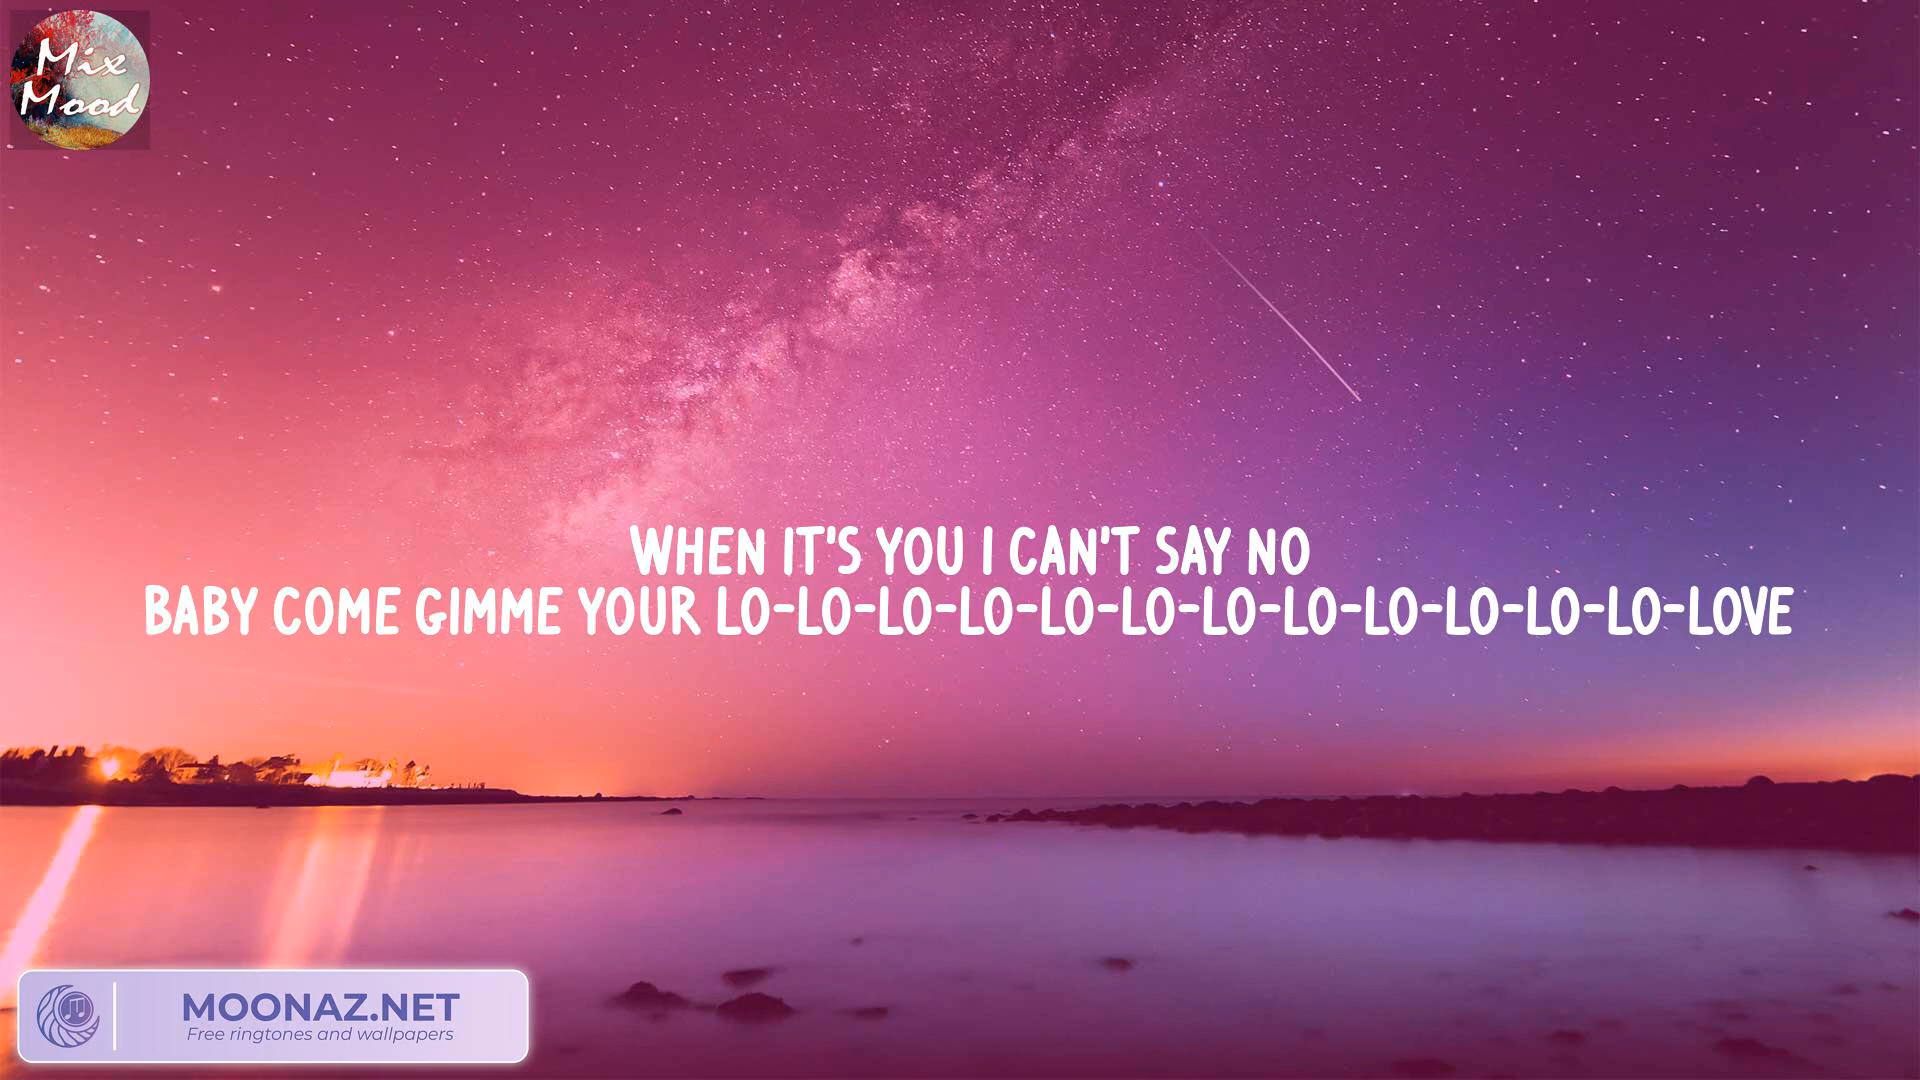 Mix
Mood
WHEN IT'S YOU I CAN'T SAY NO
BABY COME GIMME YOUR LO-LO-LO-LO-LO-LO-LO-LO-LO-LO-LO-LO-LOVE
MOONAZ.NET
Free ringtones and wallpapers